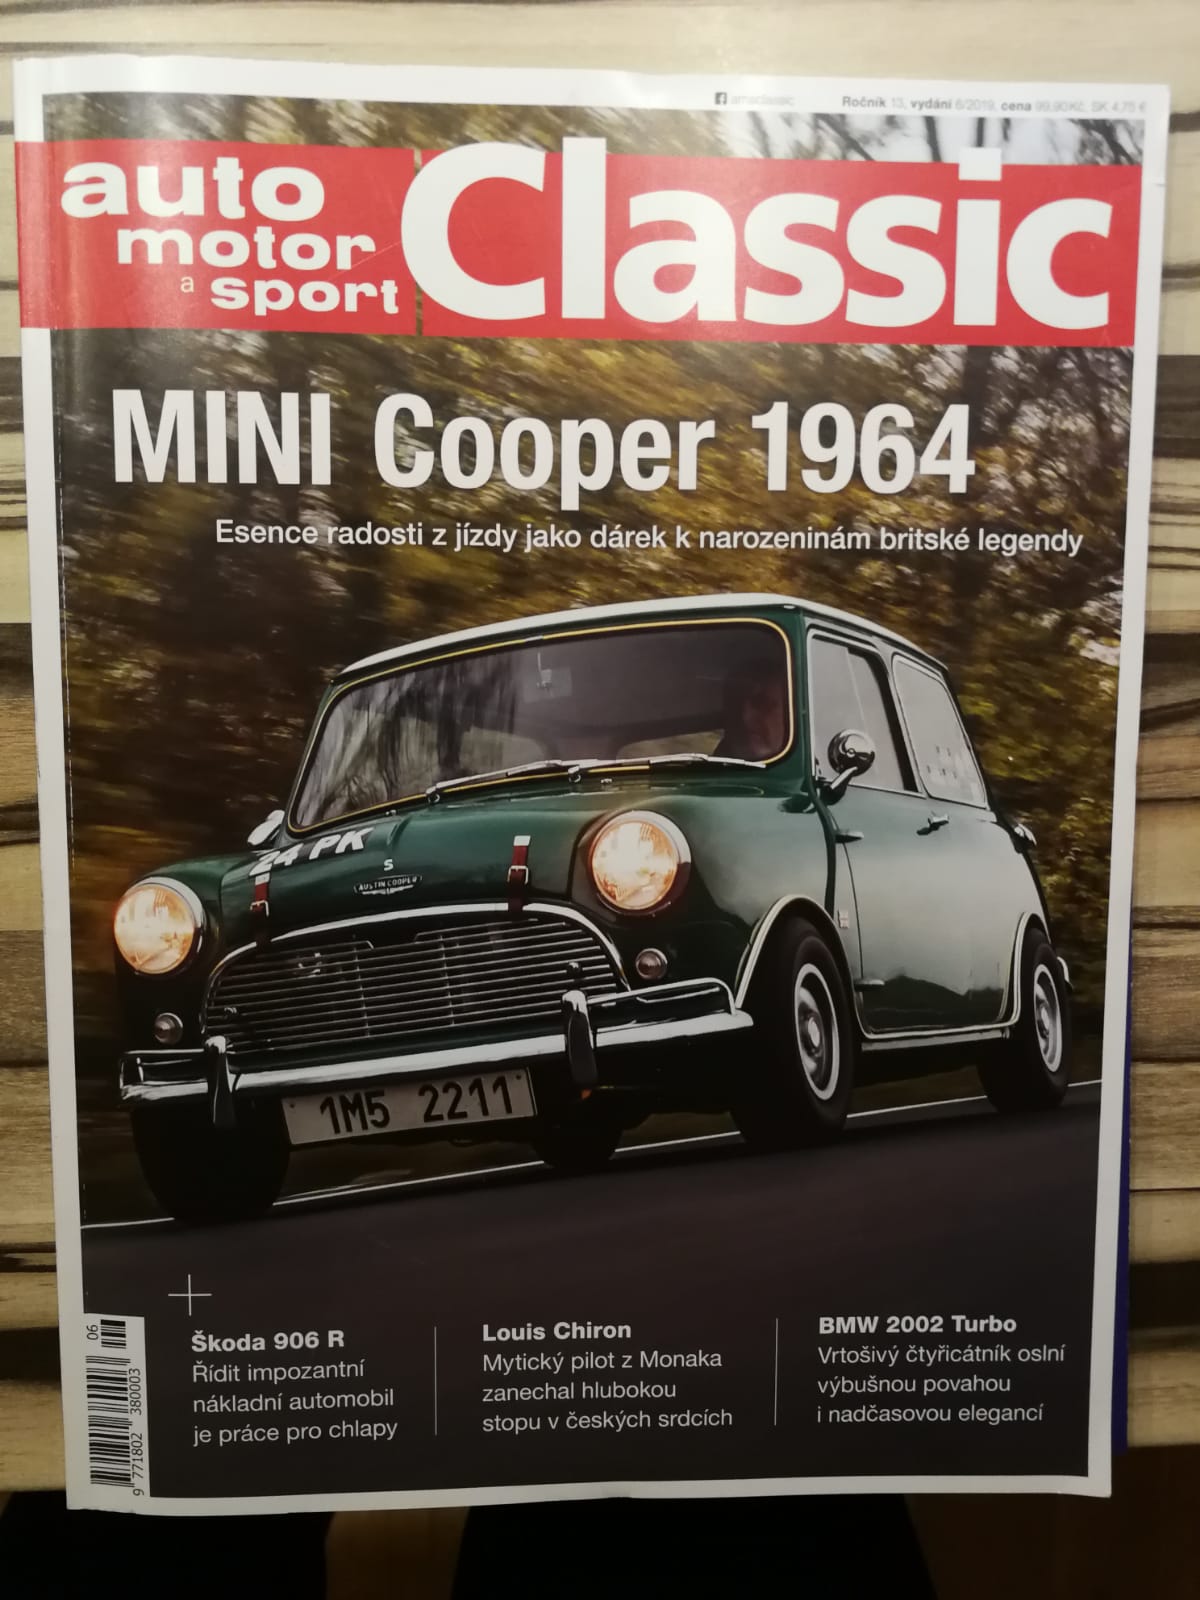 amsclassic
Ročník 13, vydání 6/2019, cena 99,90 Kč, SK 4,75 €
auto
motor
a sport
Classic
MINI Cooper 1964
Esence radosti z jízdy jako dárek k narozeninám britské legendy
24 PK
S
AUSTIN COOPER
1M5 2211
Škoda 906 R
Řídit impozantní
nákladní automobil
je práce pro chlapy
Louis Chiron
Mytický pilot z Monaka
zanechal hlubokou
stopu v českých srdcích
BMW 2002 Turbo
Vrtošivý čtyřicátník oslní
výbušnou povahou
i nadčasovou elegancí
06
9 771802 380003